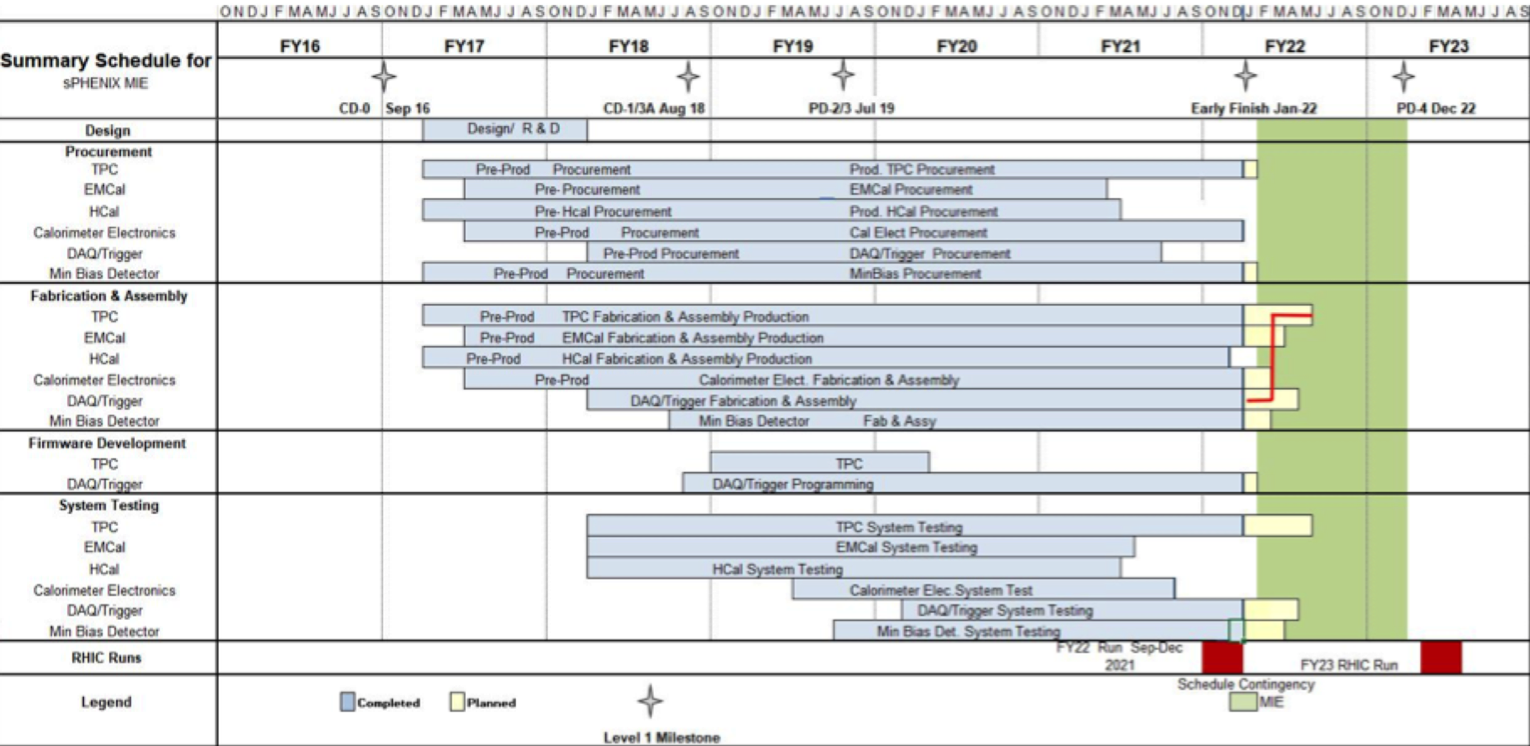 O N D J F M A M J J A S O N D J F M A M J J A S O N D J F M A M J J A S O N D J F M A M J J A S O N D J F M A M J J A S O N D J F M A M J J A S O N D J F M A M J J A S O N D J F M A M J J A S
FY16 FY17 FY18 FY19 FY20 FY21 FY22 FY23
Summary Schedule for
sPHENIX MIE
CD-0 Sep 16 CD-1/3A Aug 18 PD-2/3 Jul 19 Early Finish Jan-22 PD-4 Dec 22
Design Design/ R & D
Procurement
TPC Pre-Prod Procurement Prod. TPC Procurement
EMCal Pre-Procurement EMCal Procurement
HCal Pre-Hcal Procurement Prod. HCal Procurement
Calorimeter Electronics Pre-Prod Procurement Cal Elect Procurement
DAQ/Trigger Pre-Prod Procurement DAQ/Trigger Procurement
Min Bias Detector Pre-Prod Procurement MinBias Procurement
Fabrication & Assembly
TPC Pre-Prod TPC Fabrication & Assembly Production
EMCal Pre-Prod EMCal Fabrication & Assembly Production
HCal Pre-Prod HCal Fabrication & Assembly Production
Calorimeter Electronics Pre-Prod Calorimeter Elect. Fabrication & Assembly
DAQ/Trigger DAQ/Trigger Fabrication & Assembly
Min Bias Detector Min Bias Detector Fab & Assy
Firmware Development
TPC TPC
DAQ/Trigger DAQ/Trigger Programming
System Testing
TPC TPC System Testing
EMCal EMCal System Testing
HCal HCal System Testing
Calorimeter Electronics Calorimeter Elec.System Test
DAQ/Trigger DAQ/Trigger System Testing
Min Bias Detector Min Bias Det. System Testing
RHIC Runs FY22 Run Sep-Dec
2021 FY23 RHIC Run
Schedule Contingency
Legend Completed Planned MIE
Level 1 Milestone